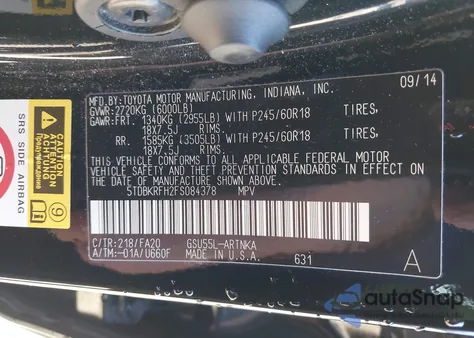 09/14
MFD. BY:TOYOTA MOTOR MANUFACTURING, INDIANA, INC.
GVWR:2720KG (6000LB)
GAWR:FRT. 1340KG (2955LB) WITH P245/60R18 TIRES,
18X7.5J RIMS.
RR. 1585KG (3505LB) WITH P245/60R18 TIRES,
18X7.5J RIMS.
THIS VEHICLE CONFORMS TO ALL APPLICABLE FEDERAL MOTOR
VEHICLE SAFETY AND THEFT PREVENTION STANDARDS IN EFFECT
ON THE DATE OF MANUFACTURE SHOWN ABOVE.
5TDBKRFH2FS084378 MPV
C/TR:218/FA20 GSU55L-ARTNKA
A/TM:-01A/U660F MADE IN U.S.A. 631 A
SRS SIDE AIRBAG
9
autoSnap